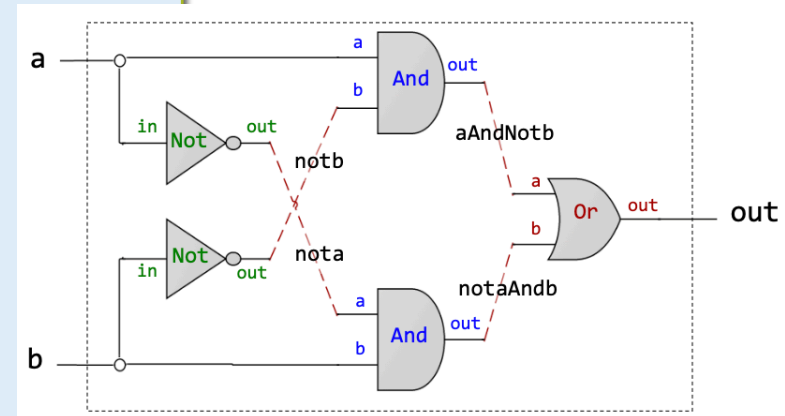 a
a
And
out
b
in
Not
out
notb
aAndNotb
a
Or
out
out
b
Not
in
out
nota
notaAndb
a
And
out
b
b